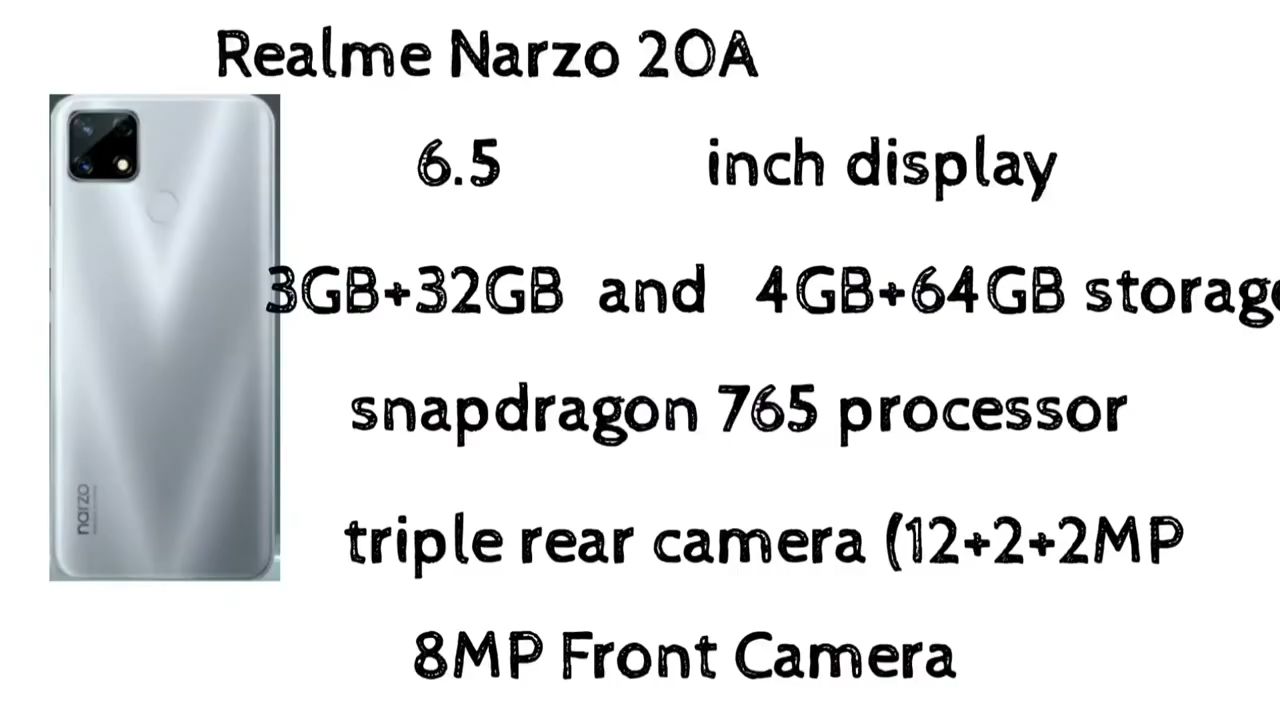 Realme Narzo 20A
6.5 inch display
3GB+32GB and 4GB+64GB storage
snapdragon 765 processor
triple rear camera (12+2+2MP
8MP Front Camera
narzo